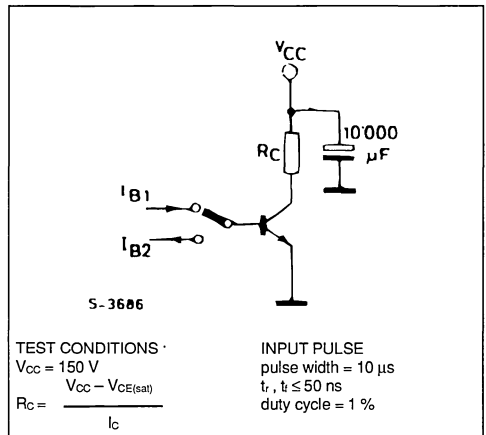 VCC
10.000
µF
RC
IB1
IB2
S-3686
TEST CONDITIONS
VCC = 150 V
RC = VCC – VCE(sat)
IC
INPUT PULSE
pulse width = 10 µs
tr , tf ≤ 50 ns
duty cycle = 1 %